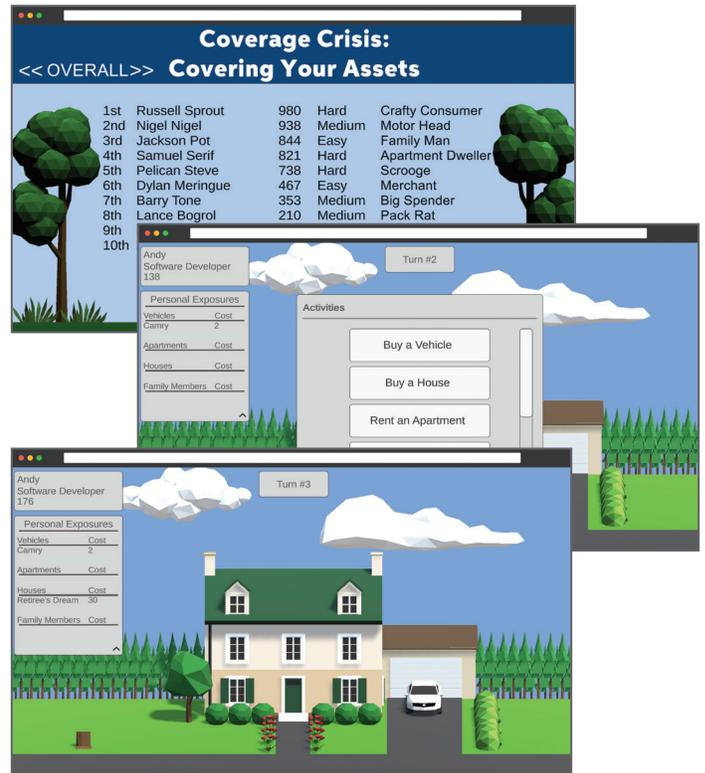 Coverage Crisis:
<< OVERALL>> Covering Your Assets
1st Russell Sprout 980 Hard Crafty Consumer
2nd Nigel Nigel 938 Medium Motor Head
3rd Jackson Pot 844 Easy Family Man
4th Samuel Serif 821 Hard Apartment Dweller
5th Pelican Steve 738 Hard Scrooge
6th Dylan Meringue 467 Easy Merchant
7th Barry Tone 353 Medium Big Spender
8th Lance Bogrol 210 Medium Pack Rat
9th
10th
Andy
Software Developer
138
Turn #2
Personal Exposures
Vehicles Cost
Camry 2
Apartments Cost
Houses Cost
Family Members Cost
Activities
Buy a Vehicle
Buy a House
Rent an Apartment
Andy
Software Developer
176
Turn #3
Personal Exposures
Vehicles Cost
Camry 2
Apartments Cost
Houses Cost
Retiree's Dream 30
Family Members Cost